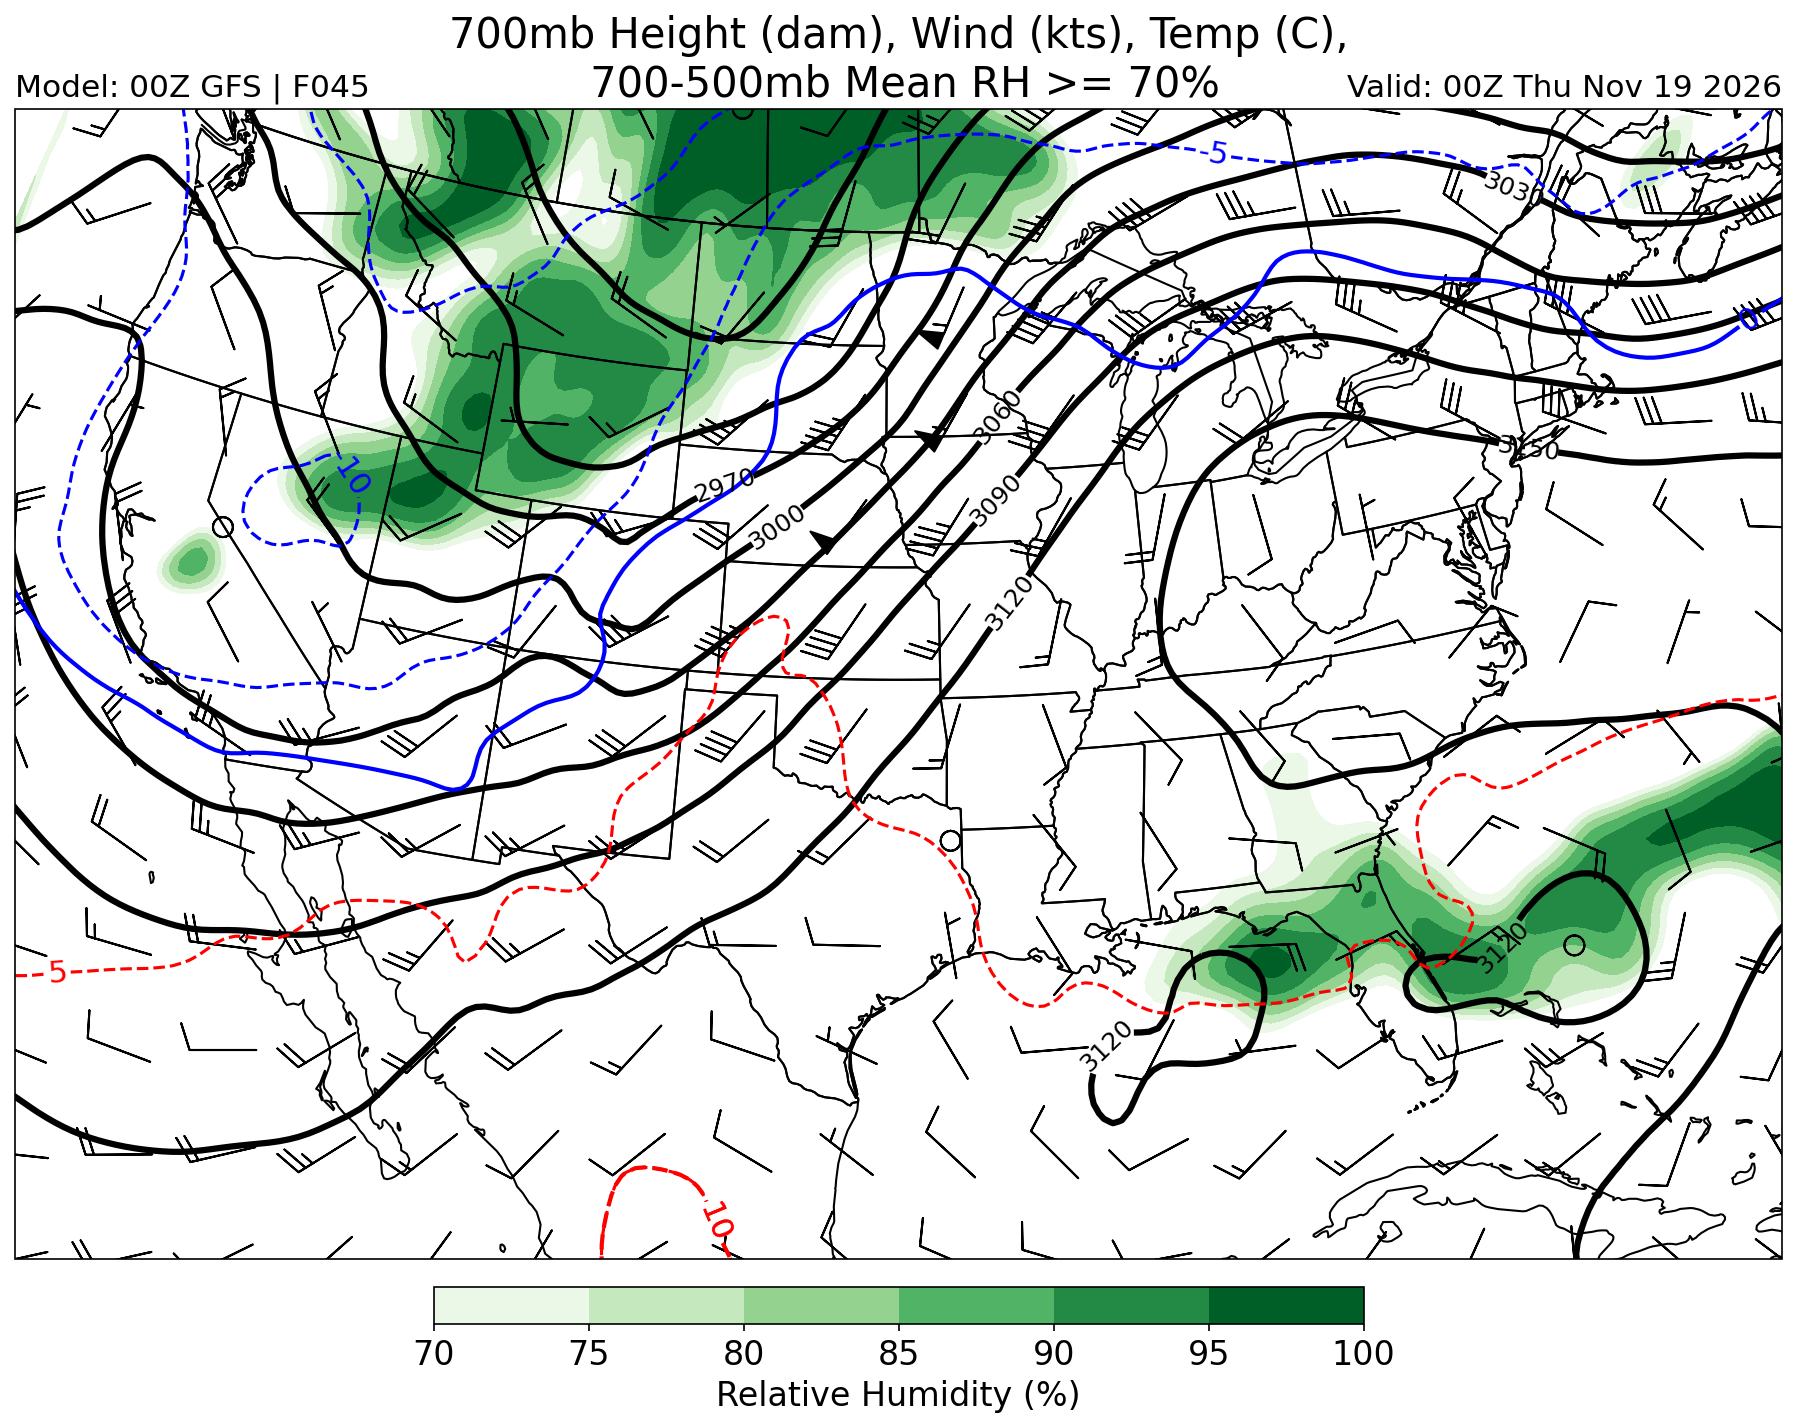 700mb Height (dam), Wind (kts), Temp (C),
700-500mb Mean RH >= 70%
Model: 00Z GFS | F045
Valid: 00Z Thu Nov 19 2026
-5
3030
0
3060
3150
-10
2970
3000
3090
3120
5
3120
3120
10
70 75 80 85 90 95 100
Relative Humidity (%)